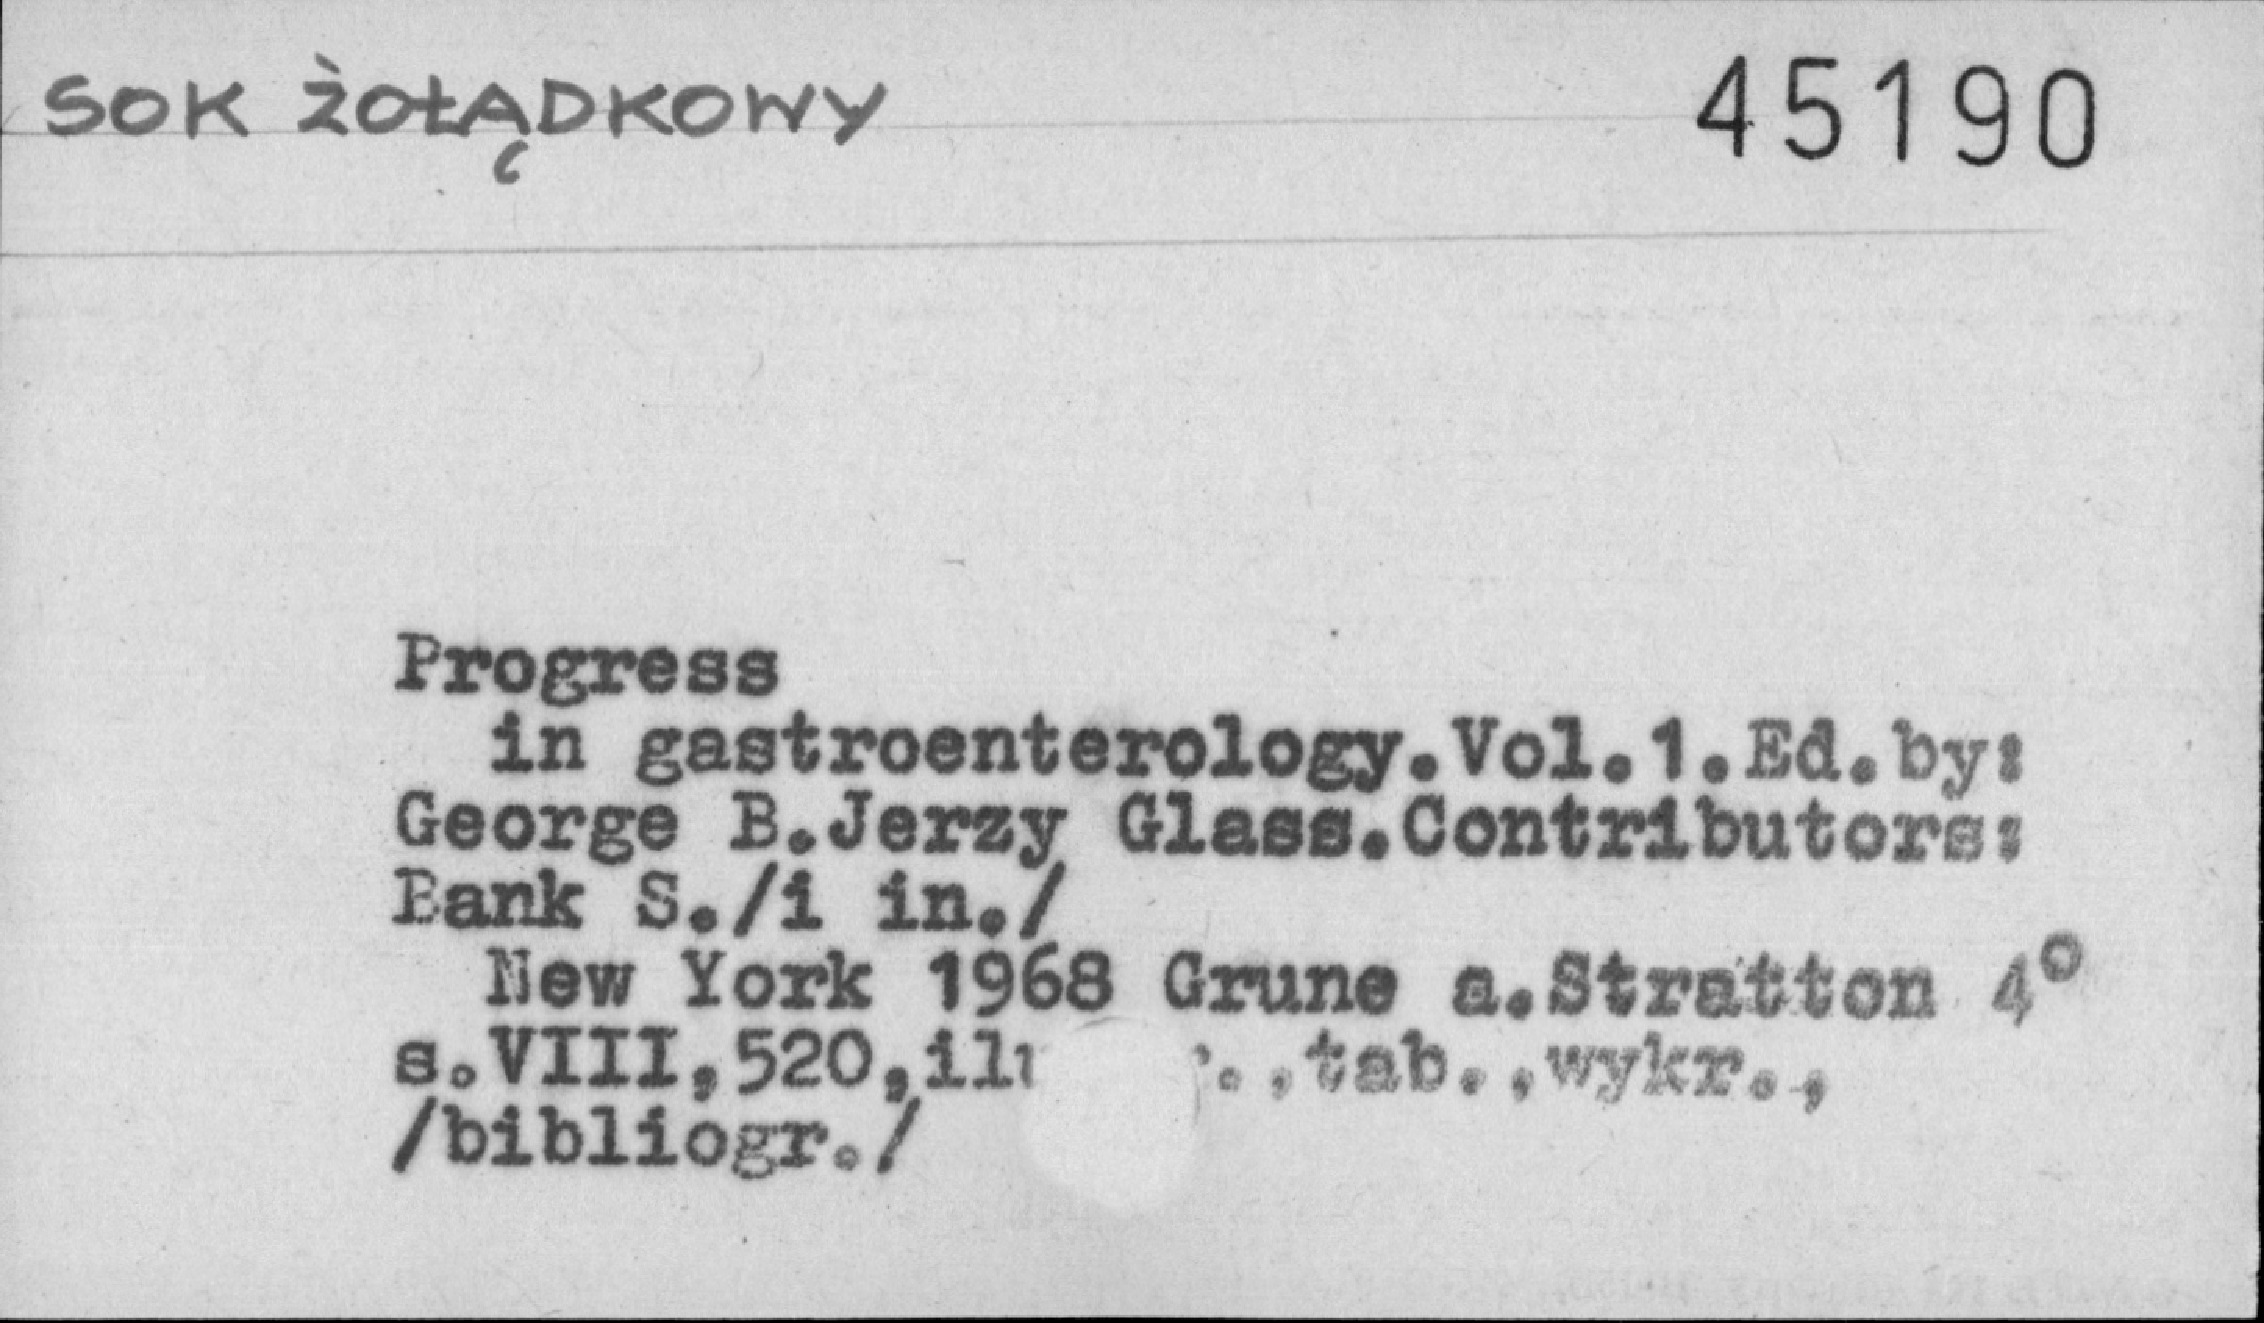 SOK ŻOŁĄDKOWY
45190
Progress
in gastroenterology.Vol.1.Ed.by:
George B.Jerzy Glass.Contributors:
Bank S./i in./
New York 1968 Grune a.Stratton 4°
s.VIII,520, .,tab.,wykr.,
/bibliogr./